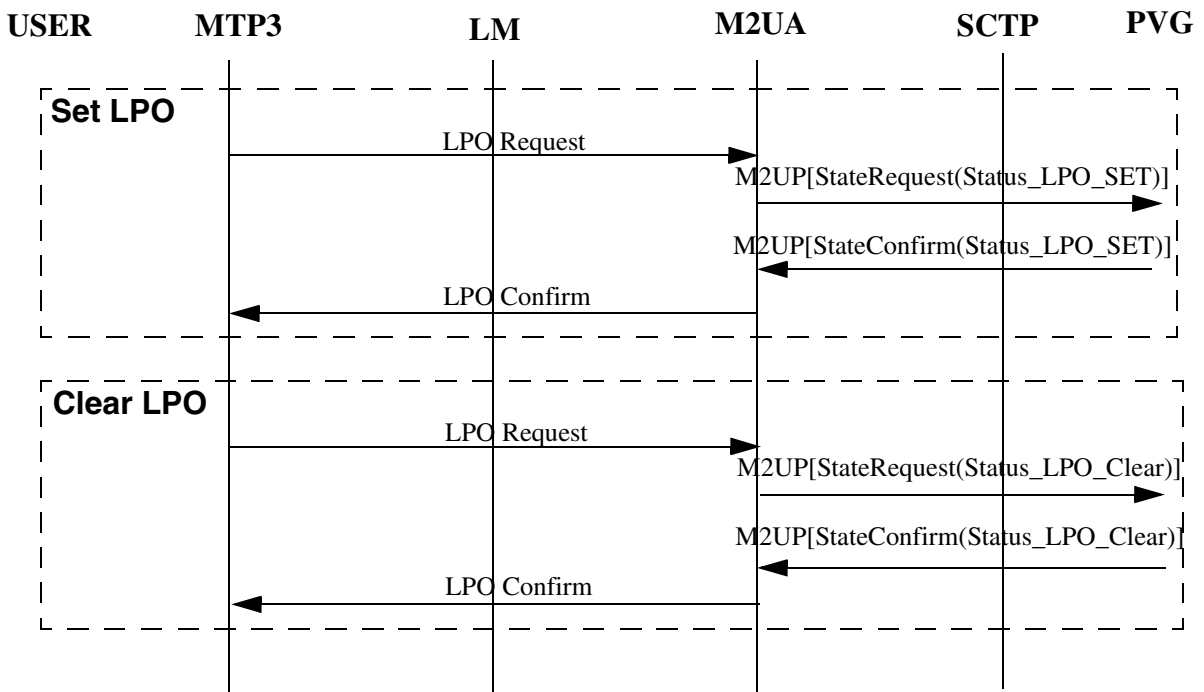 USER MTP3 LM M2UA SCTP PVG
Set LPO
LPO Request
M2UP[StateRequest(Status_LPO_SET)]
M2UP[StateConfirm(Status_LPO_SET)]
LPO Confirm
Clear LPO
LPO Request
M2UP[StateRequest(Status_LPO_Clear)]
M2UP[StateConfirm(Status_LPO_Clear)]
LPO Confirm